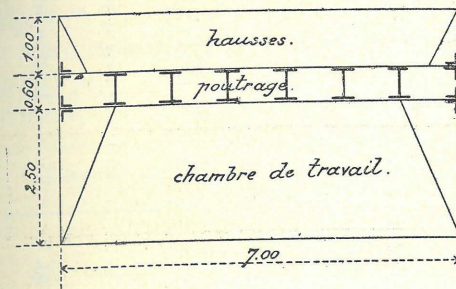 1.00
hausses.
0.60
poutrage.
2.50
chambre de travail.
7.00